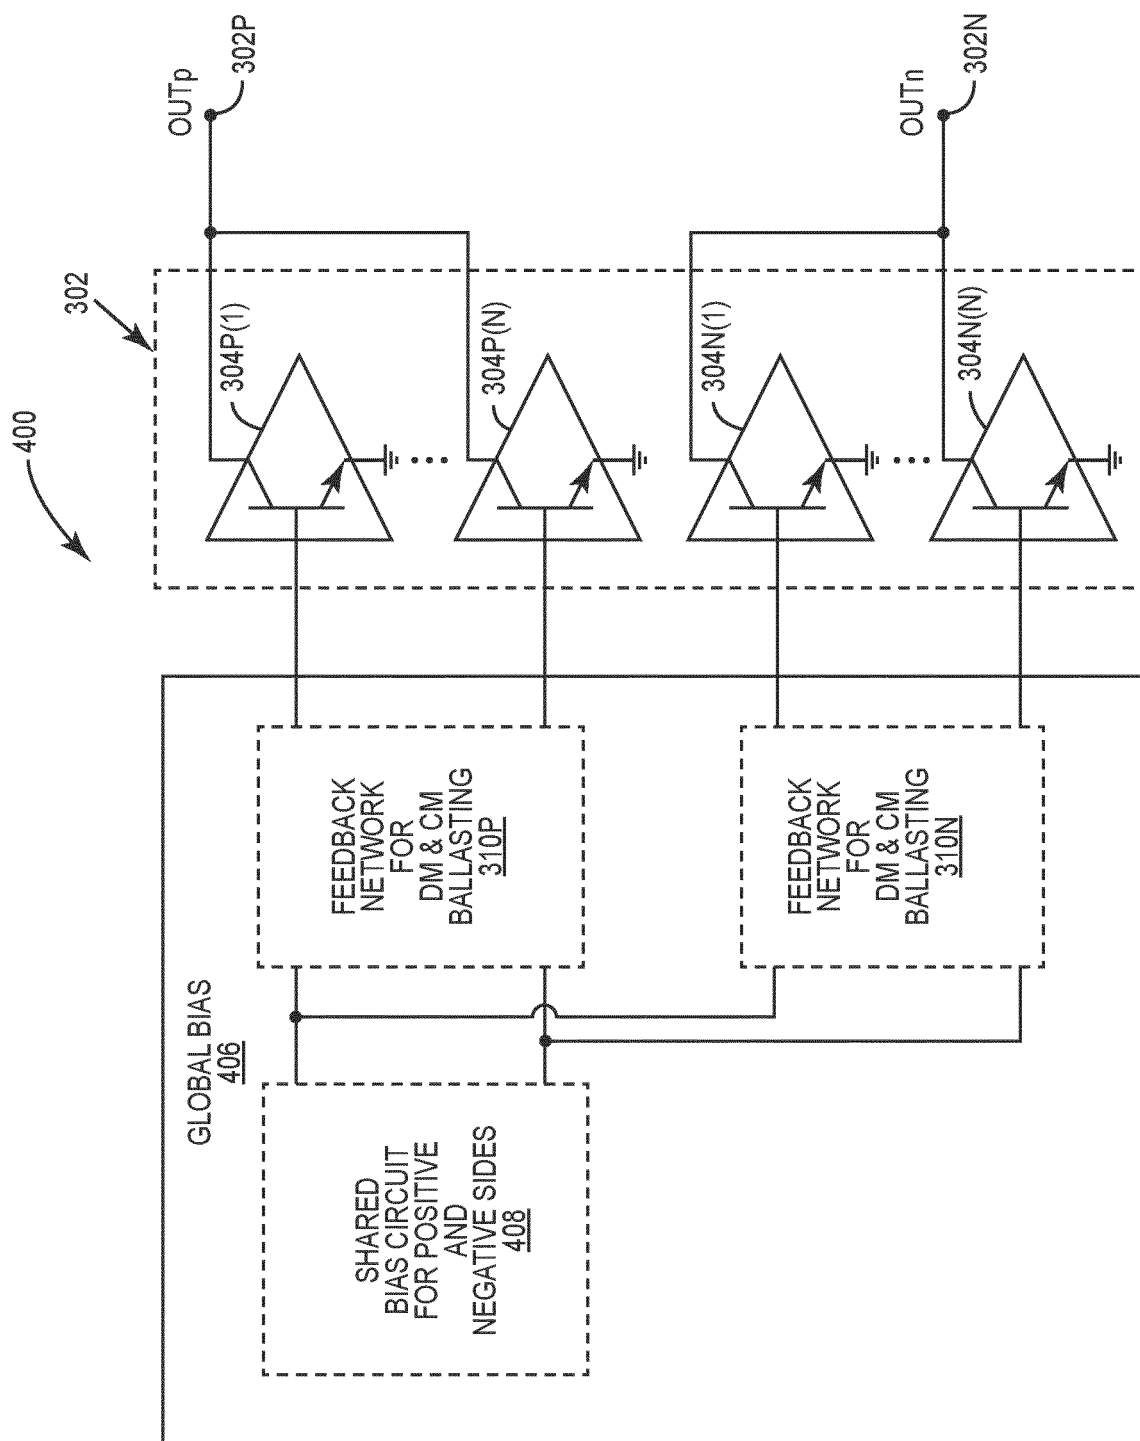 400
302
OUTp
302P
304P(1)
304P(N)
OUTn
302N
304N(1)
304N(N)
GLOBAL BIAS
406
SHARED
BIAS CIRCUIT
FOR POSITIVE
AND
NEGATIVE SIDES
408
FEEDBACK
NETWORK
FOR
DM & CM
BALLASTING
310P
FEEDBACK
NETWORK
FOR
DM & CM
BALLASTING
310N